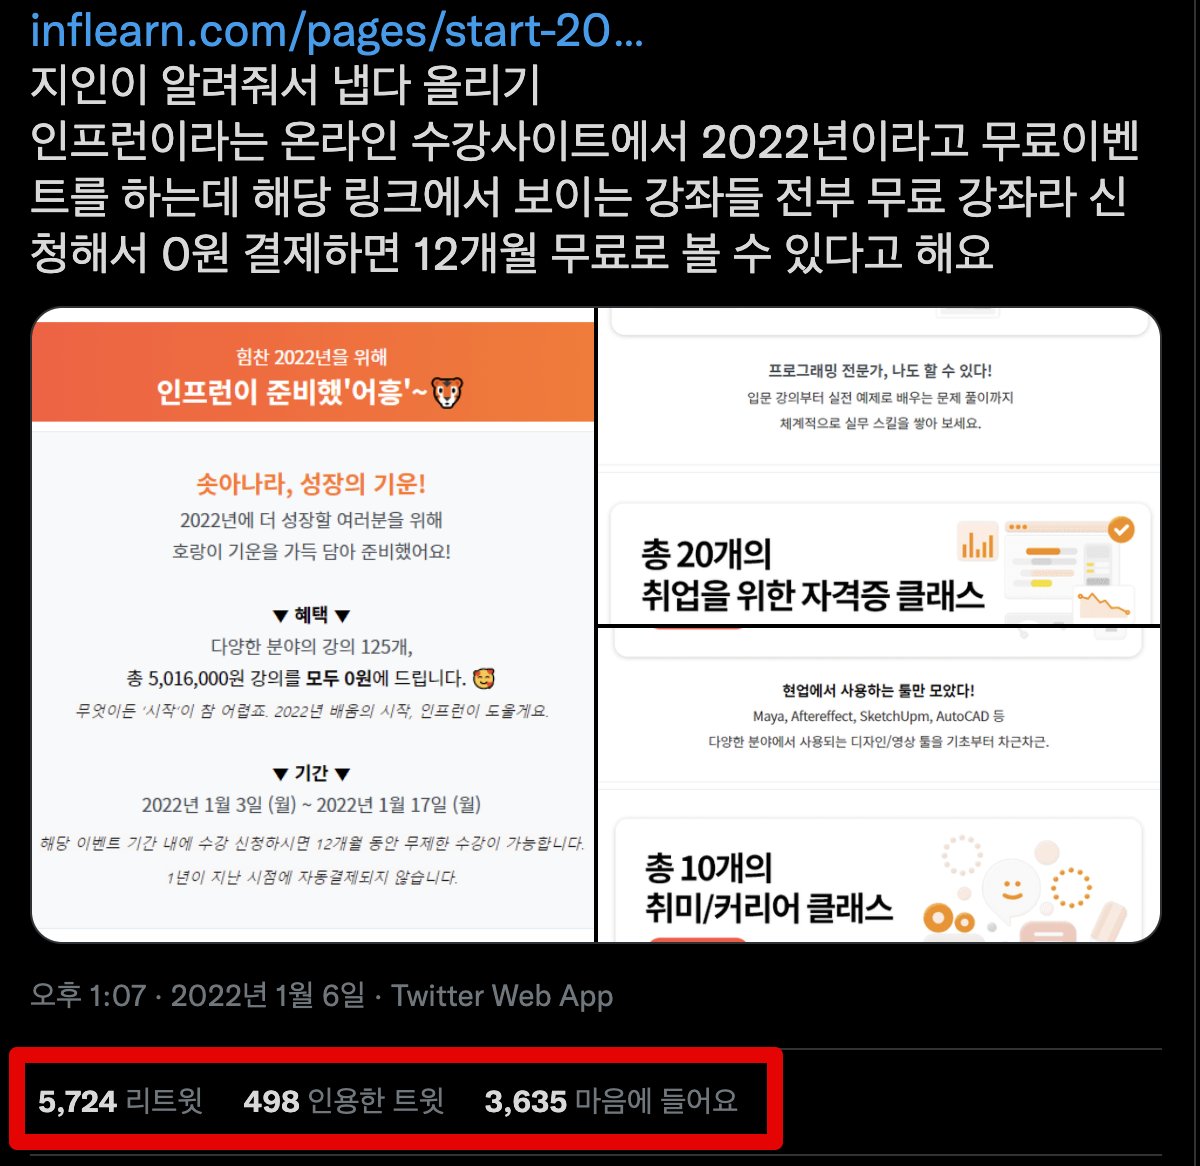 inflearn.com/pages/start-20...
지인이 알려줘서 냅다 올리기
인프런이라는 온라인 수강사이트에서 2022년이라고 무료이벤
트를 하는데 해당 링크에서 보이는 강좌들 전부 무료 강좌라 신
청해서 0원 결제하면 12개월 무료로 볼 수 있다고 해요
힘찬 2022년을 위해
인프런이 준비했'어흥'~
솟아나라, 성장의 기운!
2022년에 더 성장할 여러분을 위해
호랑이 기운을 가득 담아 준비했어요!
▼ 혜택 ▼
다양한 분야의 강의 125개,
총 5,016,000원 강의를 모두 0원에 드립니다.
무엇이든 '시작'이 참 어렵죠. 2022년 배움의 시작, 인프런이 도울게요.
▼ 기간 ▼
2022년 1월 3일 (월) ~ 2022년 1월 17일 (월)
해당 이벤트 기간 내에 수강 신청하시면 12개월 동안 무제한 수강이 가능합니다.
1년이 지난 시점에 자동결제되지 않습니다.
프로그래밍 전문가, 나도 할 수 있다!
입문 강의부터 실전 예제로 배우는 문제 풀이까지
체계적으로 실무 스킬을 쌓아 보세요.
총 20개의
취업을 위한 자격증 클래스
현업에서 사용하는 툴만 모았다!
Maya, Aftereffect, SketchUpm, AutoCAD 등
다양한 분야에서 사용되는 디자인/영상 툴을 기초부터 차근차근.
총 10개의
취미/커리어 클래스
오후 1:07 · 2022년 1월 6일 · Twitter Web App
5,724 리트윗 498 인용한 트윗 3,635 마음에 들어요